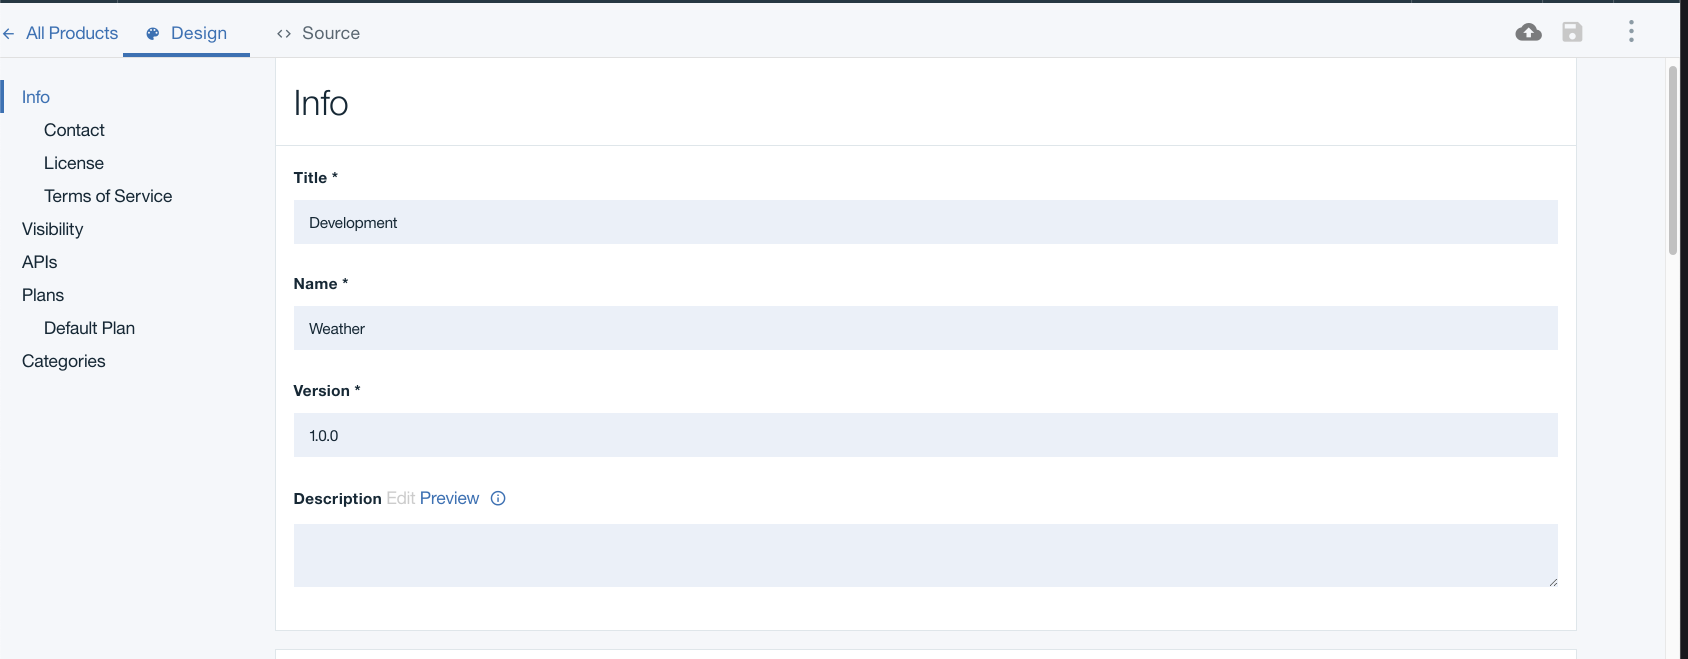 All Products Design Source
Info
Contact
License
Terms of Service
Visibility
APIs
Plans
Default Plan
Categories
Info
Title *
Development
Name *
Weather
Version *
1.0.0
Description Edit Preview